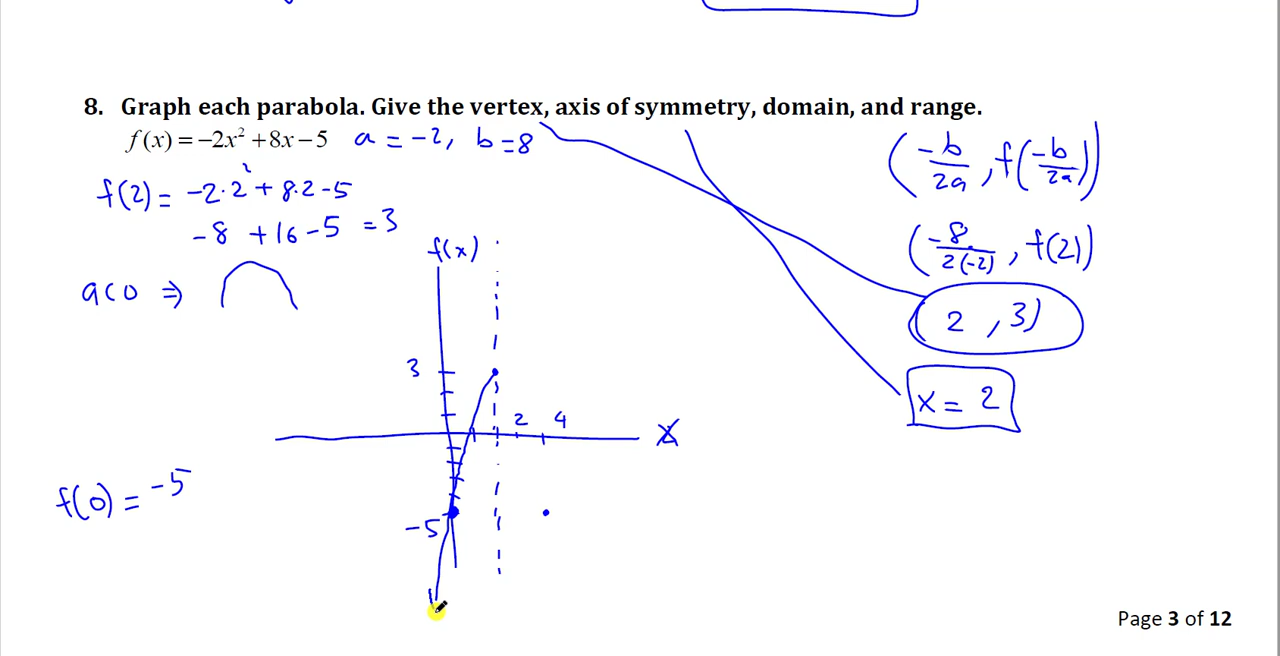 8. Graph each parabola. Give the vertex, axis of symmetry, domain, and range.
f(x) = −2x² + 8x − 5 a = −2, b = 8
f(2) = −2·2² + 8·2 − 5
−8 + 16 − 5 = 3
a<0 ⇒
(−b/2a, f(−b/2a))
(−8/2(−2), f(2))
(2, 3)
x = 2
f(x)
3
2 4
X
−5
f(0) = −5
Page 3 of 12